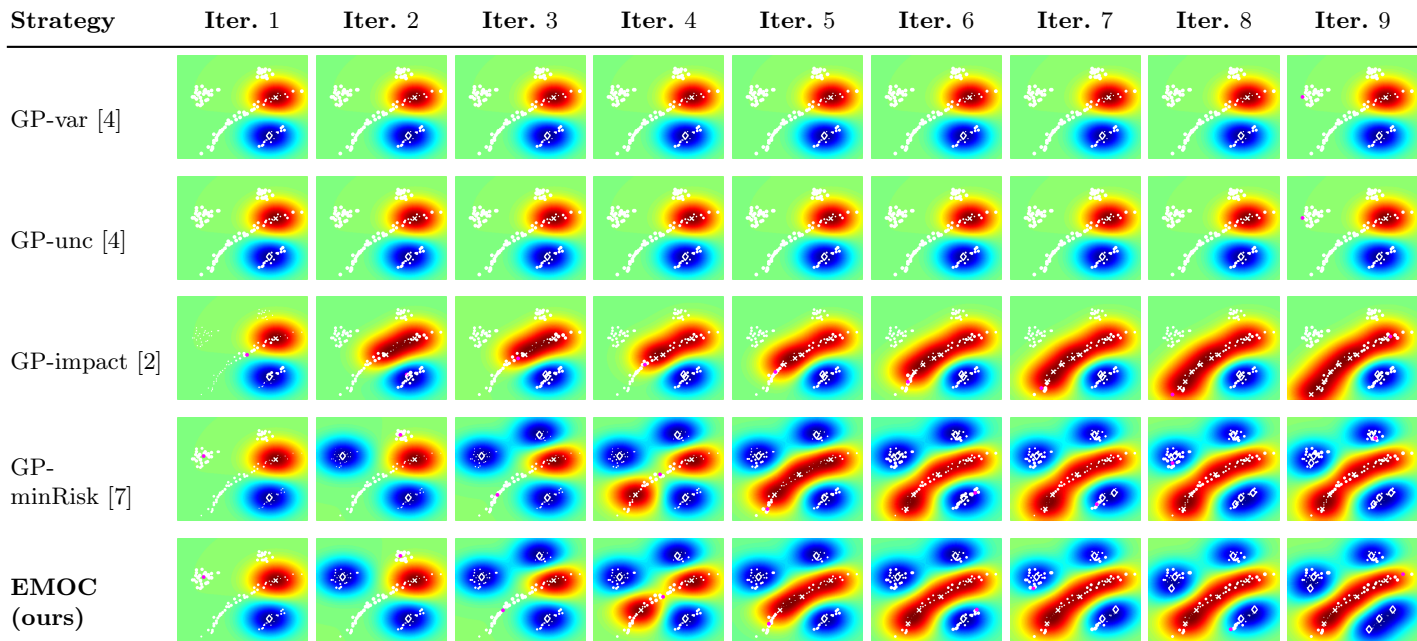 Strategy Iter. 1 Iter. 2 Iter. 3 Iter. 4 Iter. 5 Iter. 6 Iter. 7 Iter. 8 Iter. 9
GP-var [4]
GP-unc [4]
GP-impact [2]
GP-
minRisk [7]
EMOC
(ours)